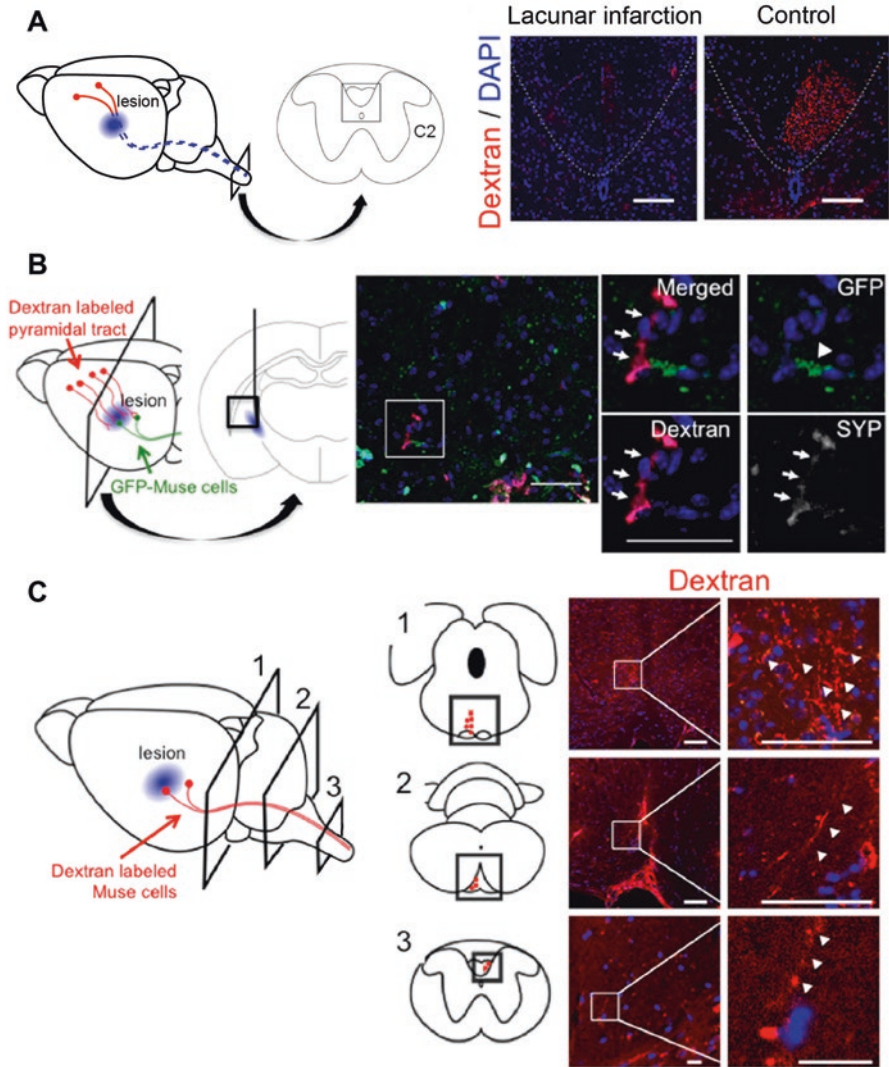 A
lesion
C2
Lacunar infarction
Control
Dextran / DAPI
B
Dextran labeled
pyramidal tract
lesion
GFP-Muse cells
Merged
GFP
Dextran
SYP
C
Dextran
lesion
Dextran labeled
Muse cells
1
2
3
1
2
3